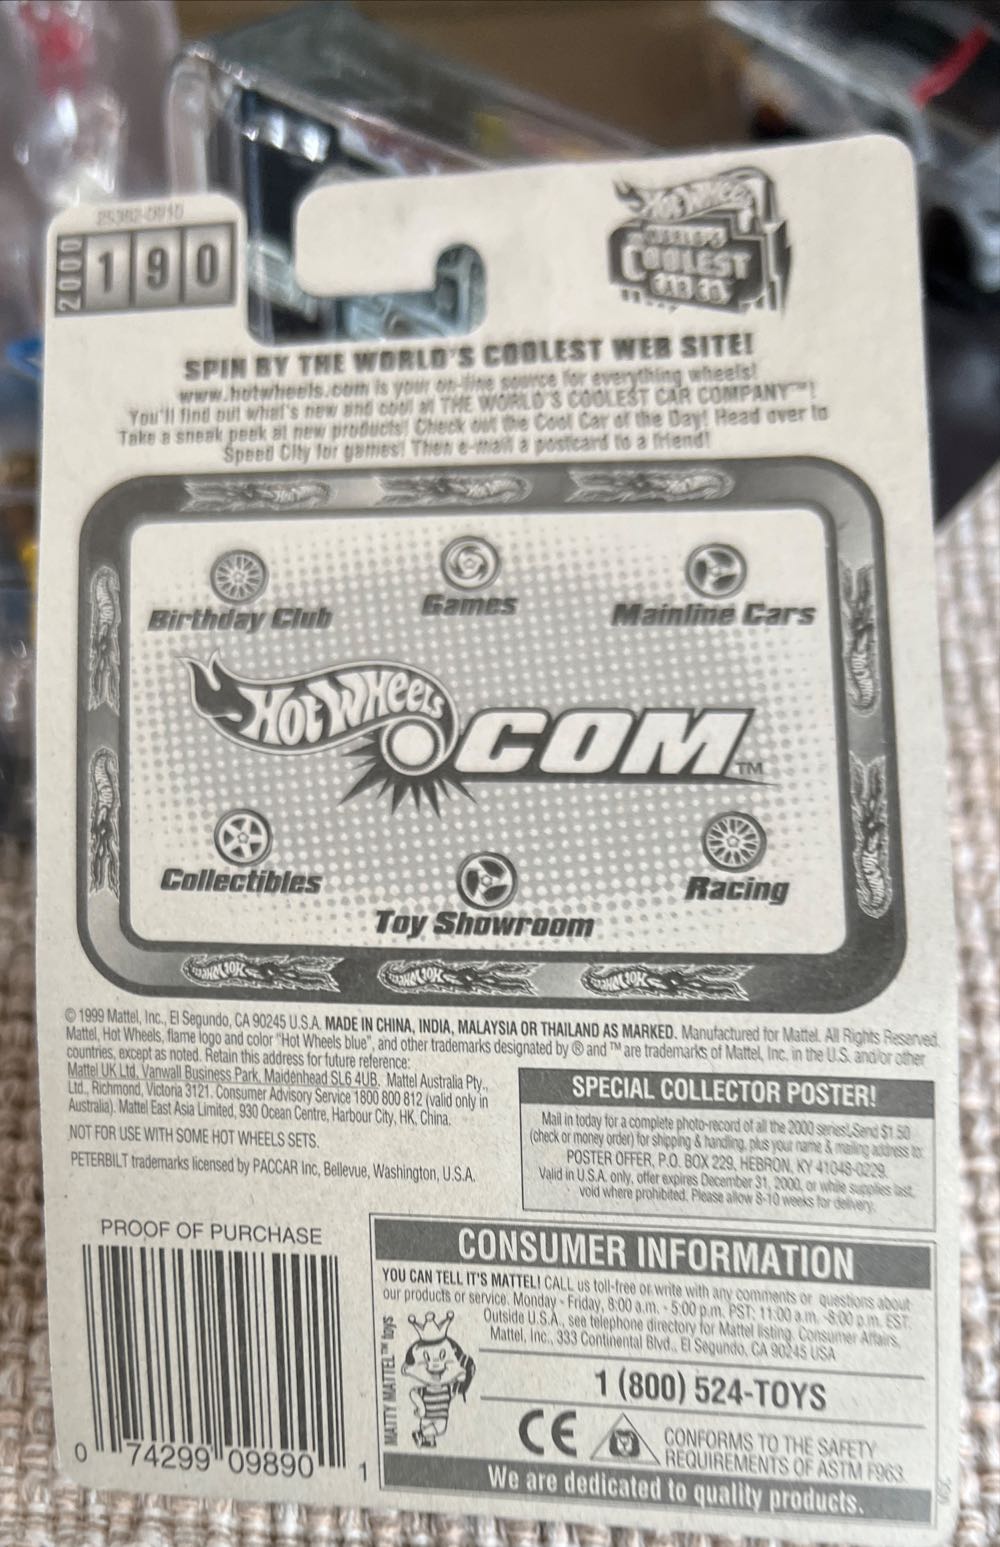 25382-0910
2000
190
HOT WHEELS
WORLD'S
COOLEST
CAR CO.
SPIN BY THE WORLD'S COOLEST WEB SITE!
www.hotwheels.com is your on-line source for everything wheels!
You'll find out what's new and cool at THE WORLD'S COOLEST CAR COMPANY™!
Take a sneak peek at new products! Check out the Cool Car of the Day! Head over to
Speed City for games! Then e-mail a postcard to a friend!
Birthday Club
Games
Mainline Cars
HOT WHEELS.COM™
Collectibles
Toy Showroom
Racing
© 1999 Mattel, Inc., El Segundo, CA 90245 U.S.A. MADE IN CHINA, INDIA, MALAYSIA OR THAILAND AS MARKED. Manufactured for Mattel. All Rights Reserved.
Mattel, Hot Wheels, flame logo and color "Hot Wheels blue", and other trademarks designated by ® and ™ are trademarks of Mattel, Inc. in the U.S. and/or other
countries, except as noted. Retain this address for future reference:
Mattel UK Ltd, Vanwall Business Park, Maidenhead SL6 4UB. Mattel Australia Pty.,
Ltd., Richmond, Victoria 3121. Consumer Advisory Service 1800 800 812 (valid only in
Australia). Mattel East Asia Limited, 930 Ocean Centre, Harbour City, HK, China.
NOT FOR USE WITH SOME HOT WHEELS SETS.
PETERBILT trademarks licensed by PACCAR Inc, Bellevue, Washington, U.S.A.
SPECIAL COLLECTOR POSTER!
Mail in today for a complete photo-record of all the 2000 series! Send $1.50
(check or money order) for shipping & handling, plus your name & mailing address to:
POSTER OFFER, P.O. BOX 229, HEBRON, KY 41048-0229.
Valid in U.S.A. only, offer expires December 31, 2000, or while supplies last,
void where prohibited. Please allow 8-10 weeks for delivery.
PROOF OF PURCHASE
0 74299 09890 1
CONSUMER INFORMATION
YOU CAN TELL IT'S MATTEL! CALL us toll-free or write with any comments or questions about
our products or service. Monday - Friday, 8:00 a.m. - 5:00 p.m. PST; 11:00 a.m. -8:00 p.m. EST.
Outside U.S.A., see telephone directory for Mattel listing. Consumer Affairs,
Mattel, Inc., 333 Continental Blvd., El Segundo, CA 90245 USA
MATTY MATTEL™ toys
1 (800) 524-TOYS
CE
CONFORMS TO THE SAFETY
REQUIREMENTS OF ASTM F963.
We are dedicated to quality products.